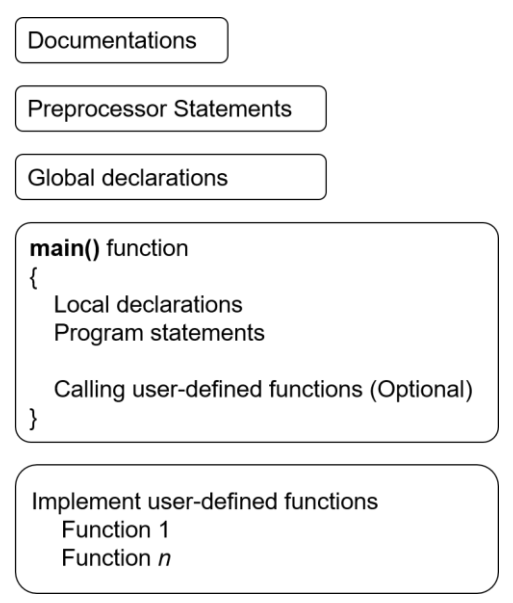 Documentations
Preprocessor Statements
Global declarations
main() function
{
Local declarations
Program statements
Calling user-defined functions (Optional)
}
Implement user-defined functions
Function 1
Function n